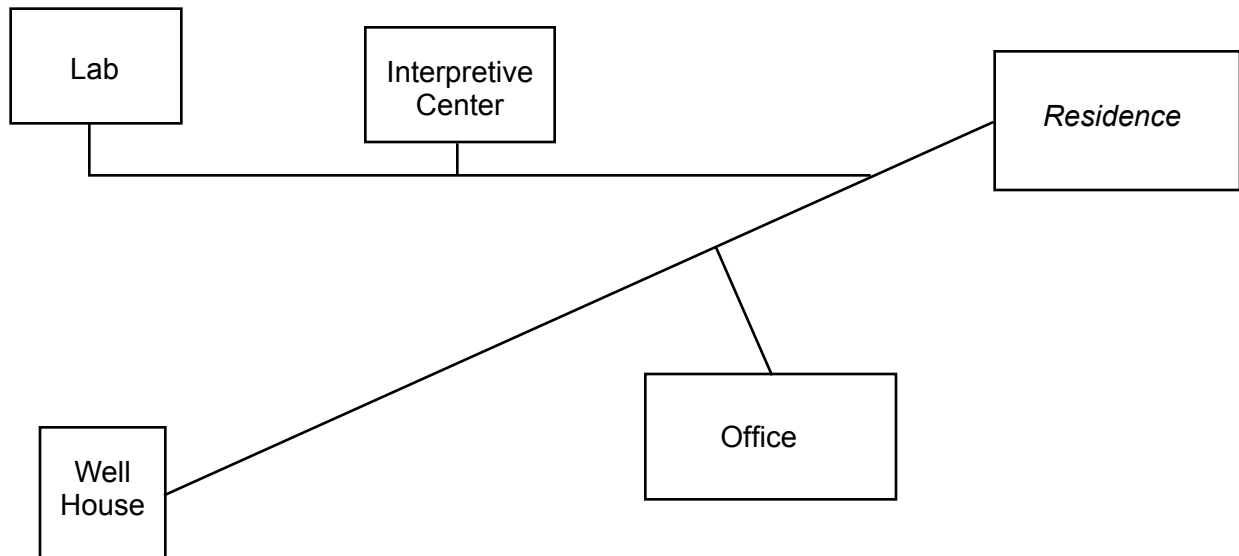 Lab
Interpretive
Center
Residence
Office
Well
House